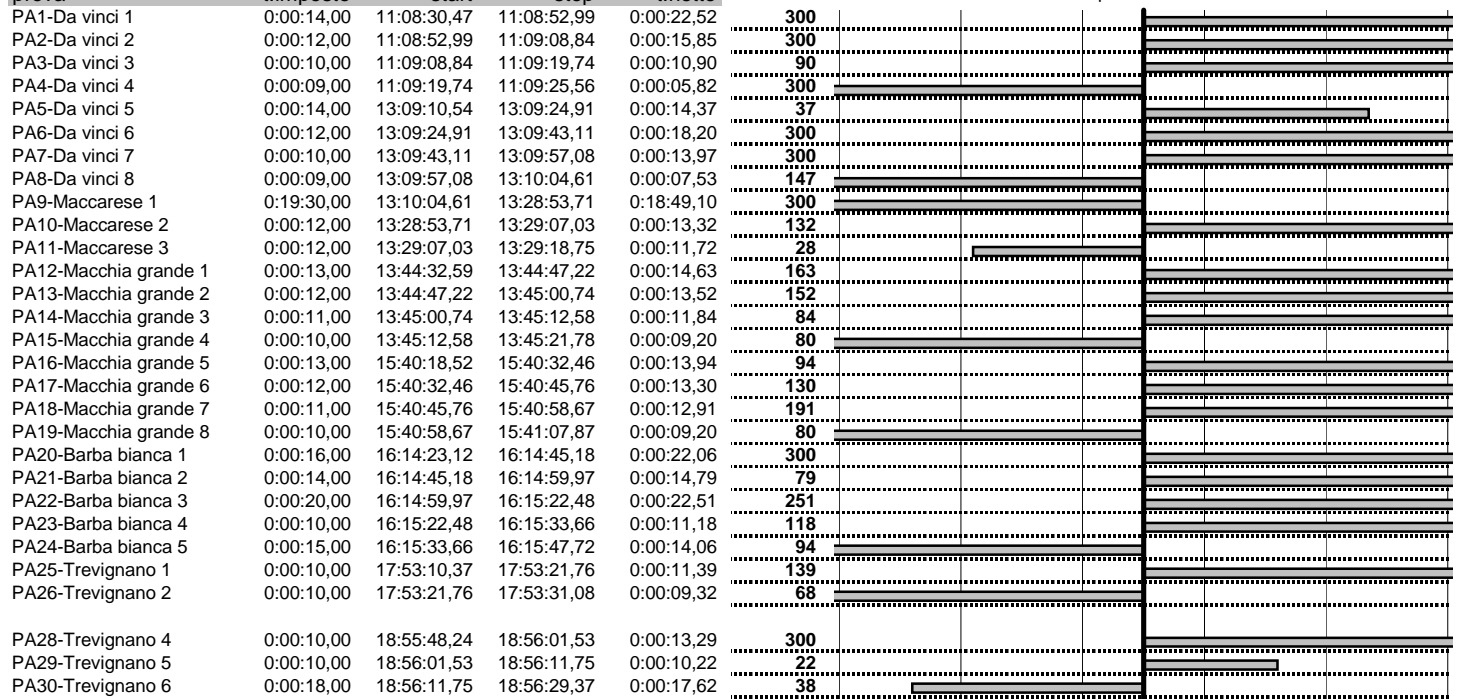 PA1-Da vinci 1 0:00:14,00 11:08:30,47 11:08:52,99 0:00:22,52 300
PA2-Da vinci 2 0:00:12,00 11:08:52,99 11:09:08,84 0:00:15,85 300
PA3-Da vinci 3 0:00:10,00 11:09:08,84 11:09:19,74 0:00:10,90 90
PA4-Da vinci 4 0:00:09,00 11:09:19,74 11:09:25,56 0:00:05,82 300
PA5-Da vinci 5 0:00:14,00 13:09:10,54 13:09:24,91 0:00:14,37 37
PA6-Da vinci 6 0:00:12,00 13:09:24,91 13:09:43,11 0:00:18,20 300
PA7-Da vinci 7 0:00:10,00 13:09:43,11 13:09:57,08 0:00:13,97 300
PA8-Da vinci 8 0:00:09,00 13:09:57,08 13:10:04,61 0:00:07,53 147
PA9-Maccarese 1 0:19:30,00 13:10:04,61 13:28:53,71 0:18:49,10 300
PA10-Maccarese 2 0:00:12,00 13:28:53,71 13:29:07,03 0:00:13,32 132
PA11-Maccarese 3 0:00:12,00 13:29:07,03 13:29:18,75 0:00:11,72 28
PA12-Macchia grande 1 0:00:13,00 13:44:32,59 13:44:47,22 0:00:14,63 163
PA13-Macchia grande 2 0:00:12,00 13:44:47,22 13:45:00,74 0:00:13,52 152
PA14-Macchia grande 3 0:00:11,00 13:45:00,74 13:45:12,58 0:00:11,84 84
PA15-Macchia grande 4 0:00:10,00 13:45:12,58 13:45:21,78 0:00:09,20 80
PA16-Macchia grande 5 0:00:13,00 15:40:18,52 15:40:32,46 0:00:13,94 94
PA17-Macchia grande 6 0:00:12,00 15:40:32,46 15:40:45,76 0:00:13,30 130
PA18-Macchia grande 7 0:00:11,00 15:40:45,76 15:40:58,67 0:00:12,91 191
PA19-Macchia grande 8 0:00:10,00 15:40:58,67 15:41:07,87 0:00:09,20 80
PA20-Barba bianca 1 0:00:16,00 16:14:23,12 16:14:45,18 0:00:22,06 300
PA21-Barba bianca 2 0:00:14,00 16:14:45,18 16:14:59,97 0:00:14,79 79
PA22-Barba bianca 3 0:00:20,00 16:14:59,97 16:15:22,48 0:00:22,51 251
PA23-Barba bianca 4 0:00:10,00 16:15:22,48 16:15:33,66 0:00:11,18 118
PA24-Barba bianca 5 0:00:15,00 16:15:33,66 16:15:47,72 0:00:14,06 94
PA25-Trevignano 1 0:00:10,00 17:53:10,37 17:53:21,76 0:00:11,39 139
PA26-Trevignano 2 0:00:10,00 17:53:21,76 17:53:31,08 0:00:09,32 68
PA28-Trevignano 4 0:00:10,00 18:55:48,24 18:56:01,53 0:00:13,29 300
PA29-Trevignano 5 0:00:10,00 18:56:01,53 18:56:11,75 0:00:10,22 22
PA30-Trevignano 6 0:00:18,00 18:56:11,75 18:56:29,37 0:00:17,62 38